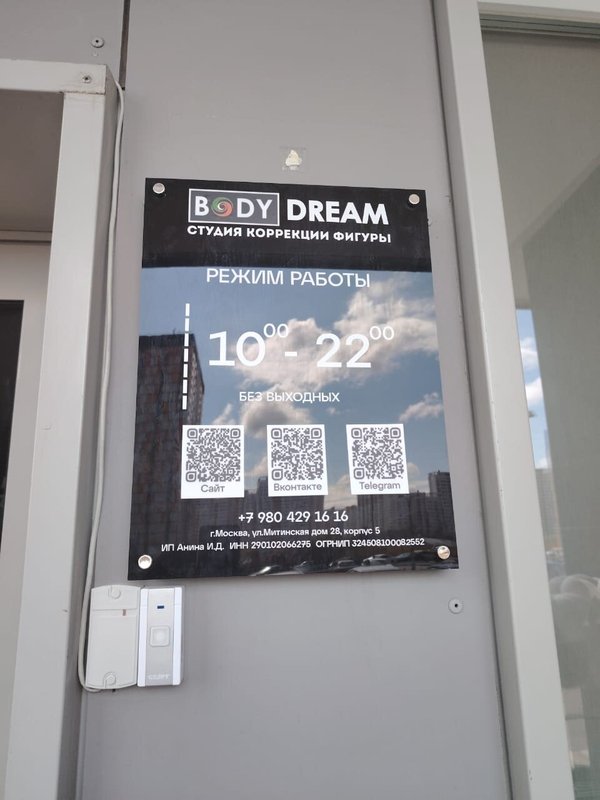 BODY DREAM
СТУДИЯ КОРРЕКЦИИ ФИГУРЫ
РЕЖИМ РАБОТЫ
10⁰⁰ - 22⁰⁰
БЕЗ ВЫХОДНЫХ
Сайт Вконтакте Telegram
+7 980 429 16 16
г.Москва, ул.Митинская дом 28, корпус 5
ИП Анина И.Д. ИНН 290102066275 ОГРНИП 324508100082552